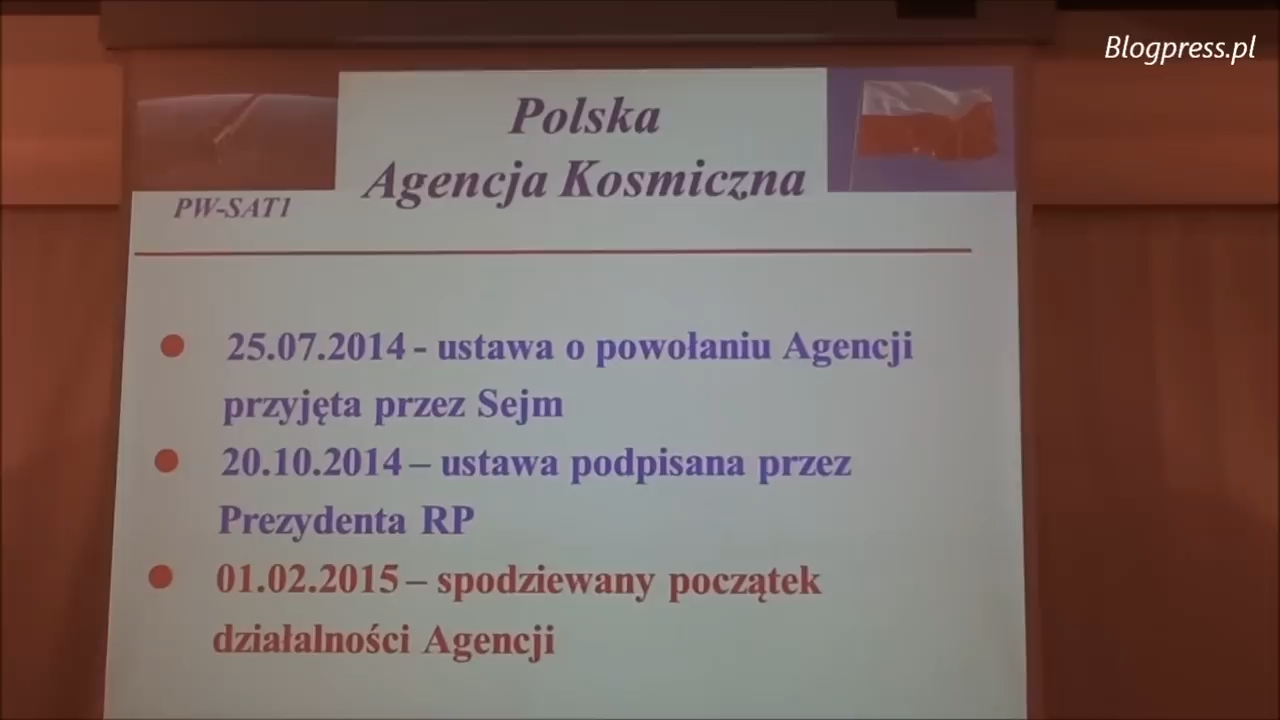 Blogpress.pl
Polska
Agencja Kosmiczna
PW-SAT1
25.07.2014 - ustawa o powołaniu Agencji
przyjęta przez Sejm
20.10.2014 – ustawa podpisana przez
Prezydenta RP
01.02.2015 – spodziewany początek
działalności Agencji